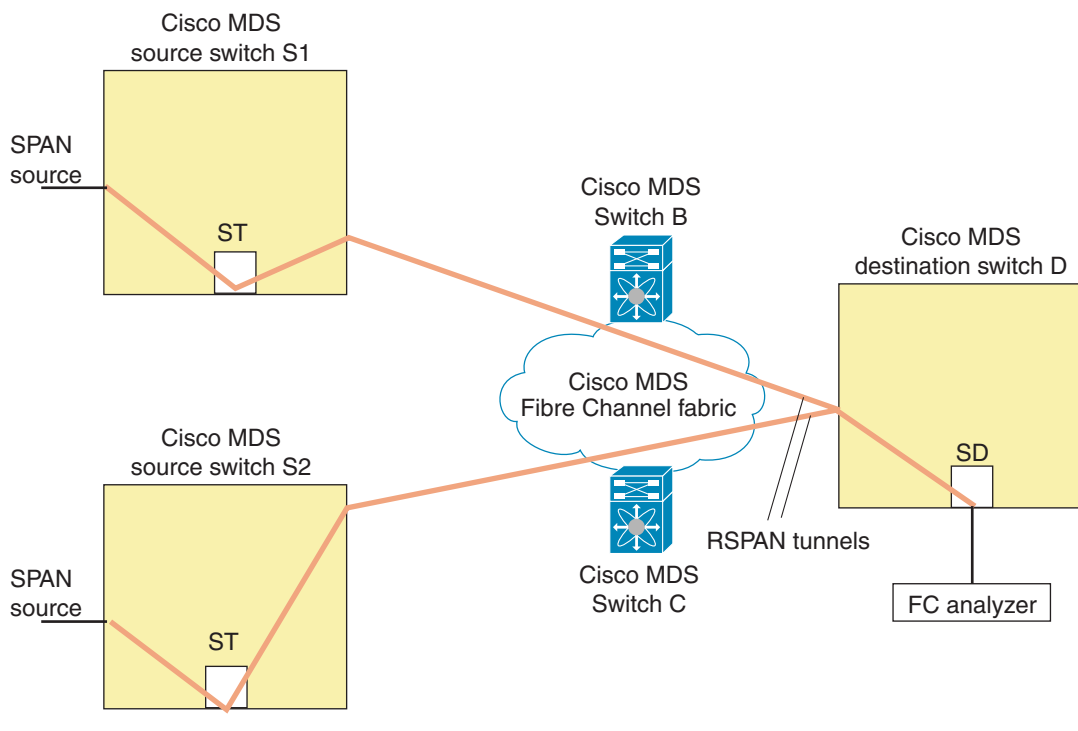 Cisco MDS
source switch S1
SPAN
source
ST
Cisco MDS
Switch B
Cisco MDS
destination switch D
Cisco MDS
Fibre Channel fabric
Cisco MDS
source switch S2
SD
RSPAN tunnels
Cisco MDS
Switch C
SPAN
source
FC analyzer
ST